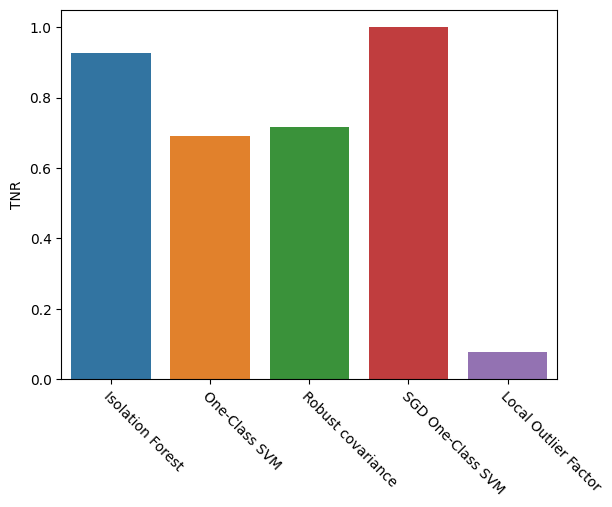 1.0
0.8
0.6
0.4
0.2
0.0
TNR
Isolation Forest
One-Class SVM
Robust covariance
SGD One-Class SVM
Local Outlier Factor